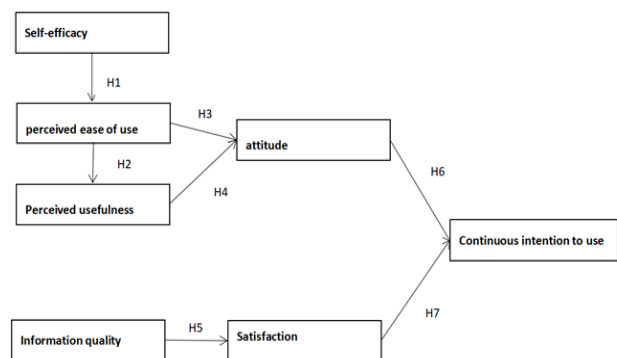 Self-efficacy
H1
perceived ease of use
H3
attitude
H2
H4
Perceived usefulness
H6
Continuous intention to use
H7
Information quality
H5
Satisfaction